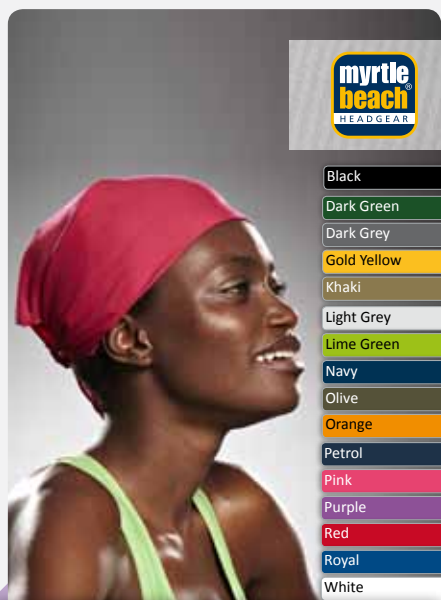 myrtle
beach®
HEADGEAR
Black
Dark Green
Dark Grey
Gold Yellow
Khaki
Light Grey
Lime Green
Navy
Olive
Orange
Petrol
Pink
Purple
Red
Royal
White